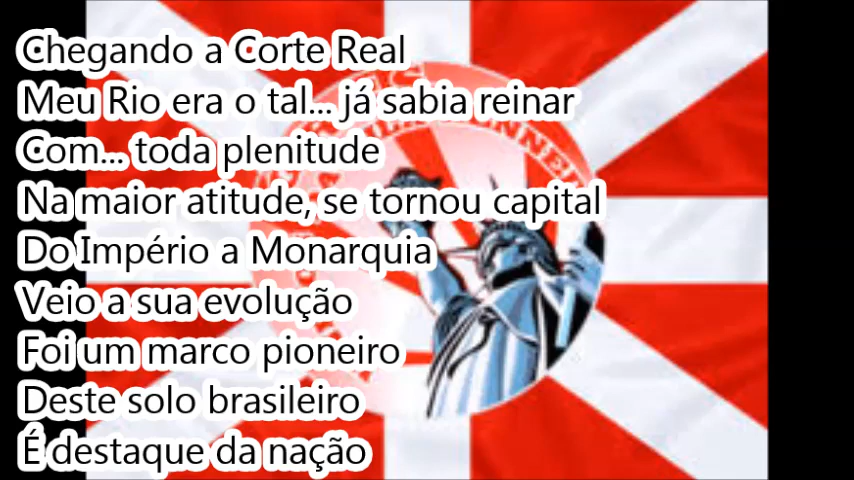 Chegando a Corte Real
Meu Rio era o tal... já sabia reinar
Com... toda plenitude
Na maior atitude, se tornou capital
Do Império a Monarquia
Veio a sua evolução
Foi um marco pioneiro
Deste solo brasileiro
É destaque da nação